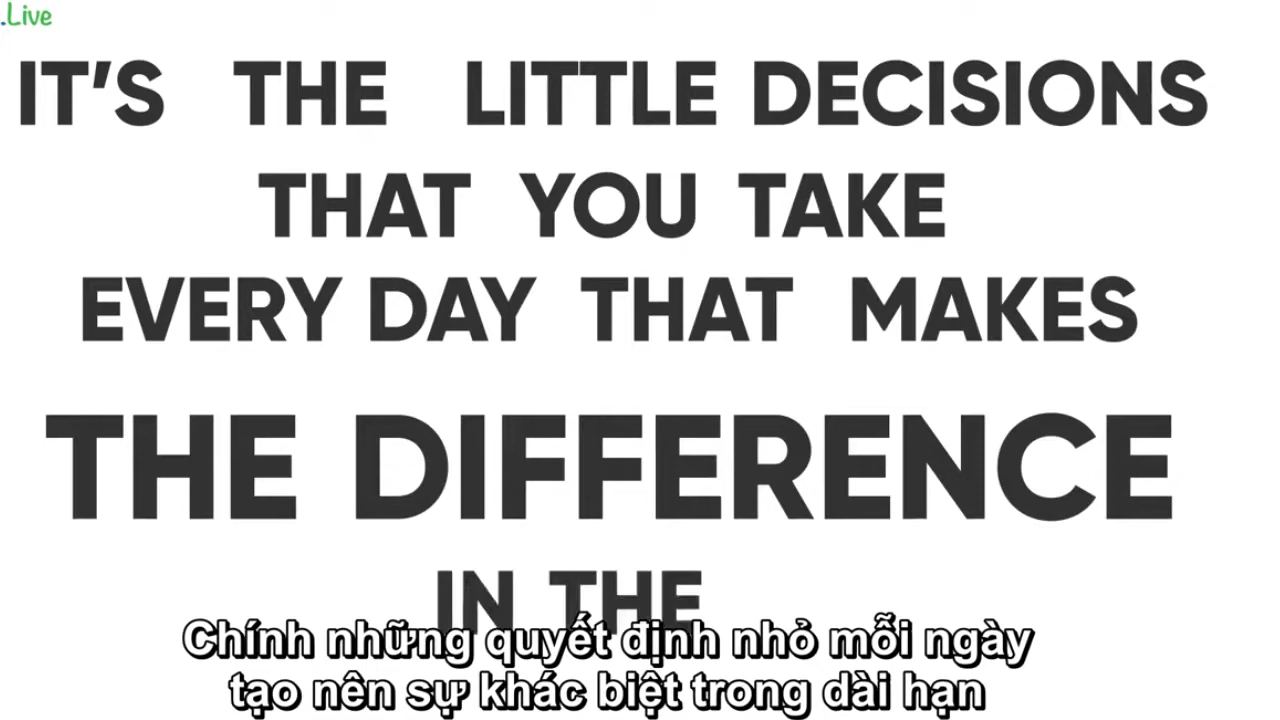 .Live
IT'S THE LITTLE DECISIONS
THAT YOU TAKE
EVERY DAY THAT MAKES
THE DIFFERENCE
IN THE
Chính những quyết định nhỏ mỗi ngày
tạo nên sự khác biệt trong dài hạn